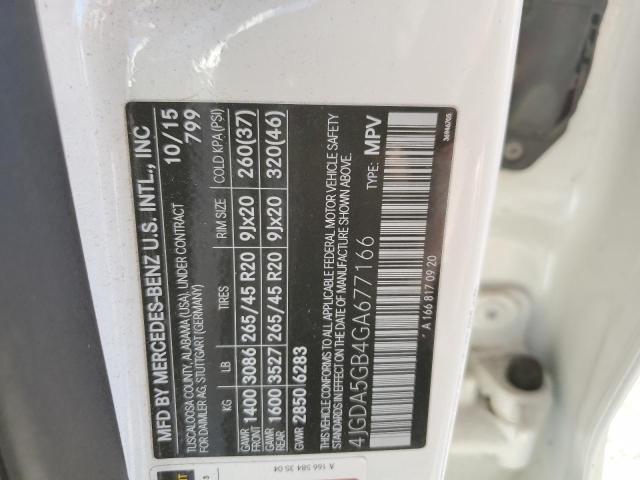 MFD BY MERCEDES-BENZ U.S. INTL., INC 10/15
TUSCALOOSA COUNTY, ALABAMA (USA) UNDER CONTRACT 799
FOR DAIMLER AG, STUTTGART (GERMANY)
KG LB TIRES RIM SIZE COLD KPA (PSI)
GAWR FRONT 1400 3086 265/45 R20 9Jx20 260(37)
GAWR REAR 1600 3527 265/45 R20 9Jx20 320(46)
GWR 2850 6283
THIS VEHICLE CONFORMS TO ALL APPLICABLE FEDERAL MOTOR VEHICLE SAFETY
STANDARDS IN EFFECT ON THE DATE OF MANUFACTURE SHOWN ABOVE.
4JGDA5GB4GA677166 TYPE: MPV
A 166 817 09 20
A 166 584 35 04